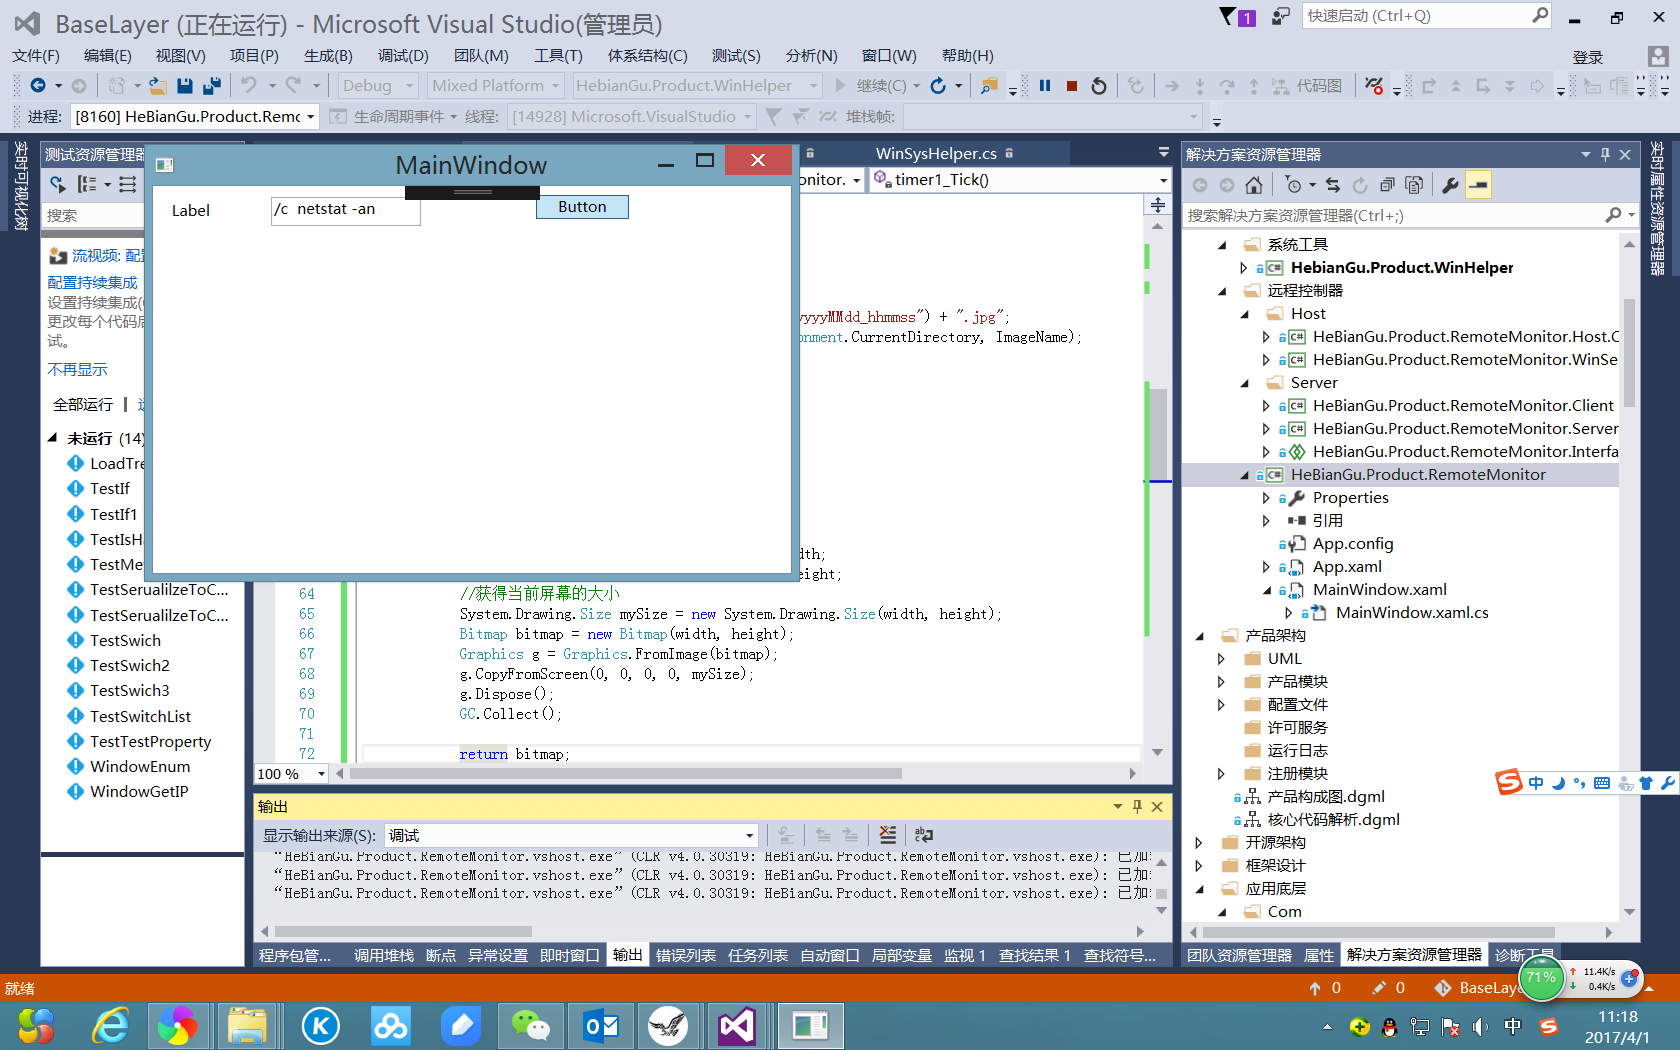 BaseLayer (正在运行) - Microsoft Visual Studio(管理员)
1
快速启动 (Ctrl+Q)
文件(F) 编辑(E) 视图(V) 项目(P) 生成(B) 调试(D) 团队(M) 工具(T) 体系结构(C) 测试(S) 分析(N) 窗口(W) 帮助(H)
登录
Debug Mixed Platform HebianGu.Product.WinHelper 继续(C) 代码图
进程: [8160] HeBianGu.Product.Remc 生命周期事件 线程: [14928] Microsoft.VisualStudio 堆栈帧:
实时可视化树
测试资源管理器
搜索
流视频: 配置
配置持续集成
更改每个代码后
试。
不再显示
全部运行
未运行 (14)
LoadTre
TestIf
TestIf1
TestIsH
TestMe
TestSerualilzeToC...
TestSerualilzeToC...
TestSwich
TestSwich2
TestSwich3
TestSwitchList
TestTestProperty
WindowEnum
WindowGetIP
MainWindow
Label
/c  netstat -an
Button
WinSysHelper.cs
onitor.
timer1_Tick()
yyyyMMdd_hhmmss") + ".jpg";
onment.CurrentDirectory, ImageName);
dth;
eight;
64 //获得当前屏幕的大小
65 System.Drawing.Size mySize = new System.Drawing.Size(width, height);
66 Bitmap bitmap = new Bitmap(width, height);
67 Graphics g = Graphics.FromImage(bitmap);
68 g.CopyFromScreen(0, 0, 0, 0, mySize);
69 g.Dispose();
70 GC.Collect();
71
72 return bitmap;
100 %
输出
显示输出来源(S): 调试
“HeBianGu.Product.RemoteMonitor.vshost.exe” (CLR v4.0.30319: HeBianGu.Product.RemoteMonitor.vshost.exe): 已加
“HeBianGu.Product.RemoteMonitor.vshost.exe” (CLR v4.0.30319: HeBianGu.Product.RemoteMonitor.vshost.exe): 已加
“HeBianGu.Product.RemoteMonitor.vshost.exe” (CLR v4.0.30319: HeBianGu.Product.RemoteMonitor.vshost.exe): 已加
程序包管... 调用堆栈 断点 异常设置 即时窗口 输出 错误列表 任务列表 自动窗口 局部变量 监视 1 查找结果 1 查找符号...
解决方案资源管理器
搜索解决方案资源管理器(Ctrl+;)
系统工具
HebianGu.Product.WinHelper
远程控制器
Host
HeBianGu.Product.RemoteMonitor.Host.C
HeBianGu.Product.RemoteMonitor.WinSe
Server
HeBianGu.Product.RemoteMonitor.Client
HeBianGu.Product.RemoteMonitor.Server
HeBianGu.Product.RemoteMonitor.Interfa
HeBianGu.Product.RemoteMonitor
Properties
引用
App.config
App.xaml
MainWindow.xaml
MainWindow.xaml.cs
产品架构
UML
产品模块
配置文件
许可服务
运行日志
注册模块
产品构成图.dgml
核心代码解析.dgml
开源架构
框架设计
应用底层
Com
团队资源管理器 属性 解决方案资源管理器 诊断工具
实时属性资源管理器
中
71%
11.4K/s
0.4K/s
就绪
0 0 BaseLaye
中
11:18
2017/4/1